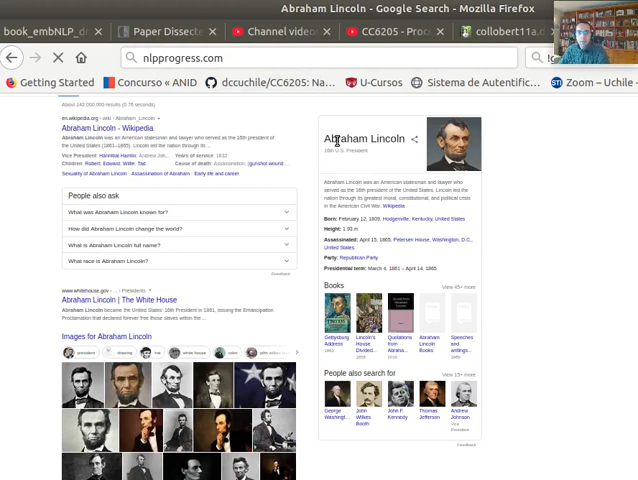 Abraham Lincoln - Google Search - Mozilla Firefox
book_embNLP_d
Paper Dissecte
Channel video
CC6205 - Pro
collobert11a.d
nlpprogress.com
Getting Started
Concurso « ANID
dccuchile/CC6205: Na
U-Cursos
Sistema de Autentific...
Zoom – Uchile -
About 142,000,000 results (0.78 seconds)
en.wikipedia.org › wiki › Abraham_Lincoln
Abraham Lincoln - Wikipedia
Abraham Lincoln was an American statesman and lawyer who served as the 16th president of
the United States (1861–1865). Lincoln led the nation through its ...
Vice President: Hannibal Hamlin; Andrew Joh...
Years of service: 1832
Children: Robert; Edward; Willie; Tad
Cause of death: Assassination; (gunshot wound ...
Sexuality of Abraham Lincoln
Assassination of Abraham Lincoln
Early life and career
People also ask
What was Abraham Lincoln known for?
How did Abraham Lincoln change the world?
What is Abraham Lincoln full name?
What race is Abraham Lincoln?
Feedback
www.whitehouse.gov › ... › Presidents
Abraham Lincoln | The White House
Abraham Lincoln became the United States' 16th President in 1861, issuing the Emancipation
Proclamation that declared forever free those slaves within the ...
Images for Abraham Lincoln
president
drawing
hat
white house
color
Abraham Lincoln
16th U.S. President
Abraham Lincoln was an American statesman and lawyer who
served as the 16th president of the United States. Lincoln led the
nation through its greatest moral, constitutional, and political crisis
in the American Civil War. Wikipedia
Born: February 12, 1809, Hodgenville, Kentucky, United States
Height: 1.93 m
Assassinated: April 15, 1865, Petersen House, Washington, D.C.,
United States
Party: Republican Party
Presidential term: March 4, 1861 – April 14, 1865
Books
View 45+ more
Gettysburg Address
Lincoln's House Divided...
Quotations from Abraha...
Abraham Lincoln Books
Speeches and writings...
People also search for
View 15+ more
George Washingt...
John Wilkes Booth
John F. Kennedy
Thomas Jefferson
Andrew Johnson
Vice President
Feedback